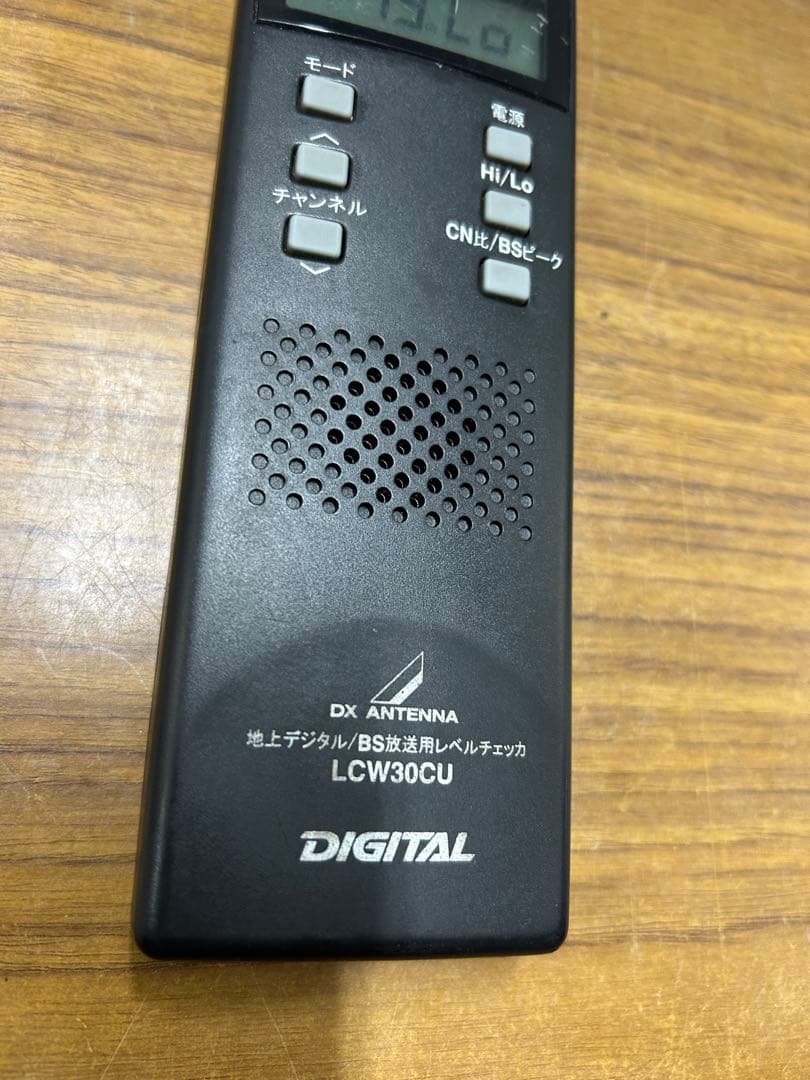 モード
電源
Hi/Lo
チャンネル
CN比/BSピーク
DX ANTENNA
地上デジタル/BS放送用レベルチェッカ
LCW30CU
DIGITAL